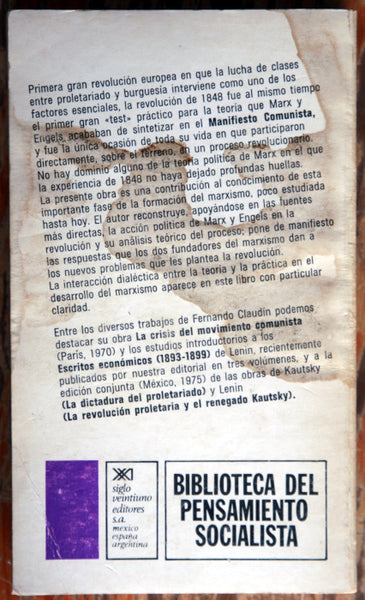 Primera gran revolución europea en que la lucha de clases
entre proletariado y burguesía interviene como uno de los
factores esenciales, la revolución de 1848 fue al mismo tiempo
el primer gran «test» práctico para la teoría que Marx y
Engels acababan de sintetizar en el Manifiesto Comunista,
y fue la única ocasión de toda su vida en que participaron
directamente, sobre el terreno, en un proceso revolucionario.
No hay dominio alguno de la teoría política de Marx en el que
la experiencia de 1848 no haya dejado profundas huellas.
La presente obra es una contribución al conocimiento de esta
importante fase de la formación del marxismo, poco estudiada
hasta hoy. El autor reconstruye, apoyándose en las fuentes
más directas, la acción política de Marx y Engels en la
revolución y su análisis teórico del proceso; pone de manifiesto
las respuestas que los dos fundadores del marxismo dan a
los nuevos problemas que les plantea la revolución.
La interacción dialéctica entre la teoría y la práctica en el
desarrollo del marxismo aparece en este libro con particular
claridad.
Entre los diversos trabajos de Fernando Claudín podemos
destacar su obra La crisis del movimiento comunista
(París, 1970) y los estudios introductorios a los
Escritos económicos (1893-1899) de Lenin, recientemente
publicados por nuestra editorial en tres volúmenes, y a la
edición conjunta (México, 1975) de las obras de Kautsky
(La dictadura del proletariado) y Lenin
(La revolución proletaria y el renegado Kautsky).
siglo
veintiuno
editores
s.a.
mexico
españa
argentina
BIBLIOTECA DEL
PENSAMIENTO
SOCIALISTA